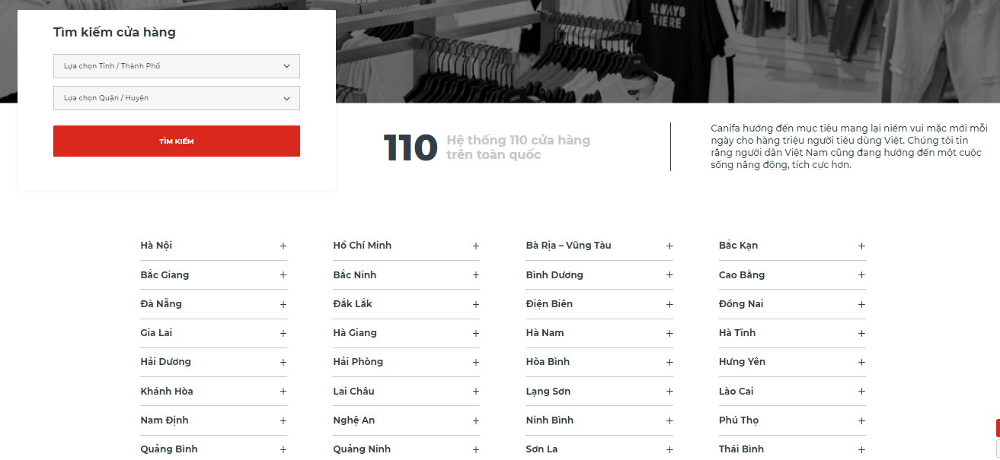 ALWAYS
TIERE
Tìm kiếm cửa hàng
Lựa chọn Tỉnh / Thành Phố
Lựa chọn Quận / Huyện
TÌM KIẾM
110
Hệ thống 110 cửa hàng
trên toàn quốc
Canifa hướng đến mục tiêu mang lại niềm vui mặc mới mỗi
ngày cho hàng triệu người tiêu dùng Việt. Chúng tôi tin
rằng người dân Việt Nam cũng đang hướng đến một cuộc
sống năng động, tích cực hơn.
Hà Nội + Hồ Chí Minh + Bà Rịa – Vũng Tàu + Bắc Kạn +
Bắc Giang + Bắc Ninh + Bình Dương + Cao Bằng +
Đà Nẵng + Đắk Lắk + Điện Biên + Đồng Nai +
Gia Lai + Hà Giang + Hà Nam + Hà Tĩnh +
Hải Dương + Hải Phòng + Hòa Bình + Hưng Yên +
Khánh Hòa + Lai Châu + Lạng Sơn + Lào Cai +
Nam Định + Nghệ An + Ninh Bình + Phú Thọ +
Quảng Bình + Quảng Ninh + Sơn La + Thái Bình +